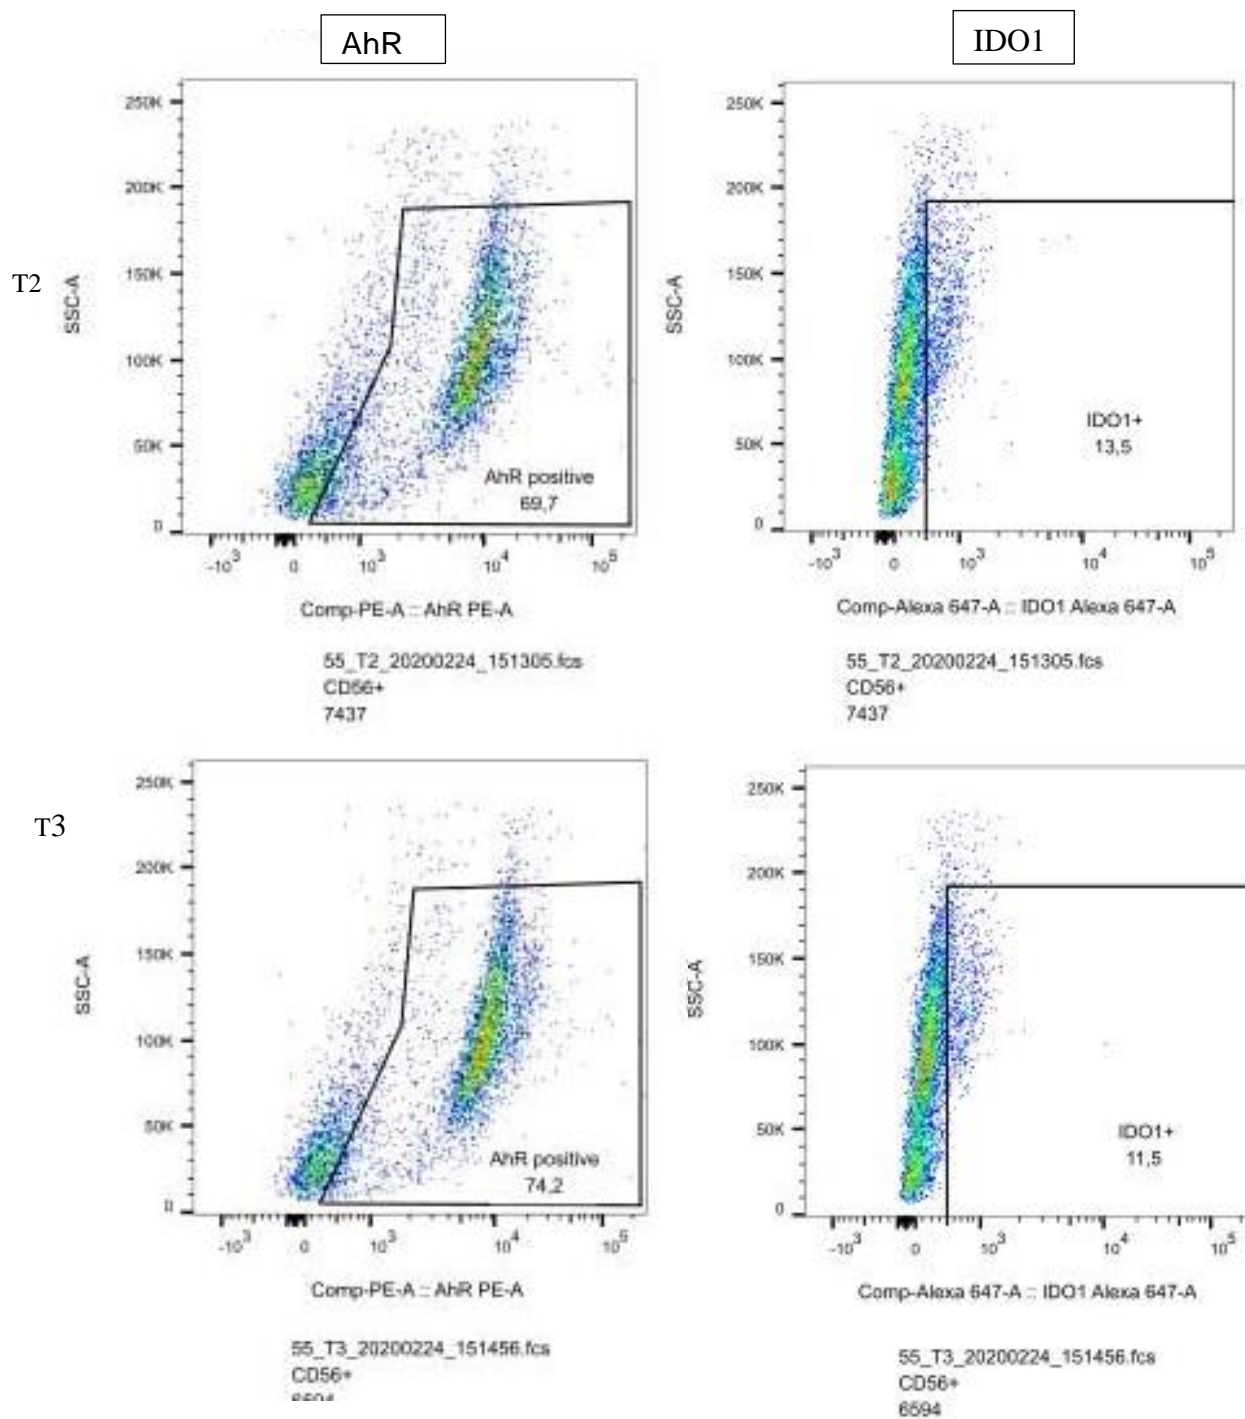 AhR
IDO1
T2
250K
200K
150K
100K
50K
0
SSC-A
AhR positive
69,7
-10^3 0 10^3 10^4 10^5
Comp-PE-A :: AhR PE-A
55_T2_20200224_151305.fcs
CD56+
7437
250K
200K
150K
100K
50K
0
SSC-A
IDO1+
13,5
-10^3 0 10^3 10^4 10^5
Comp-Alexa 647-A :: IDO1 Alexa 647-A
55_T2_20200224_151305.fcs
CD56+
7437
T3
250K
200K
150K
100K
50K
0
SSC-A
AhR positive
74,2
-10^3 0 10^3 10^4 10^5
Comp-PE-A :: AhR PE-A
55_T3_20200224_151456.fcs
CD56+
6594
250K
200K
150K
100K
50K
0
SSC-A
IDO1+
11,5
-10^3 0 10^3 10^4 10^5
Comp-Alexa 647-A :: IDO1 Alexa 647-A
55_T3_20200224_151456.fcs
CD56+
6594